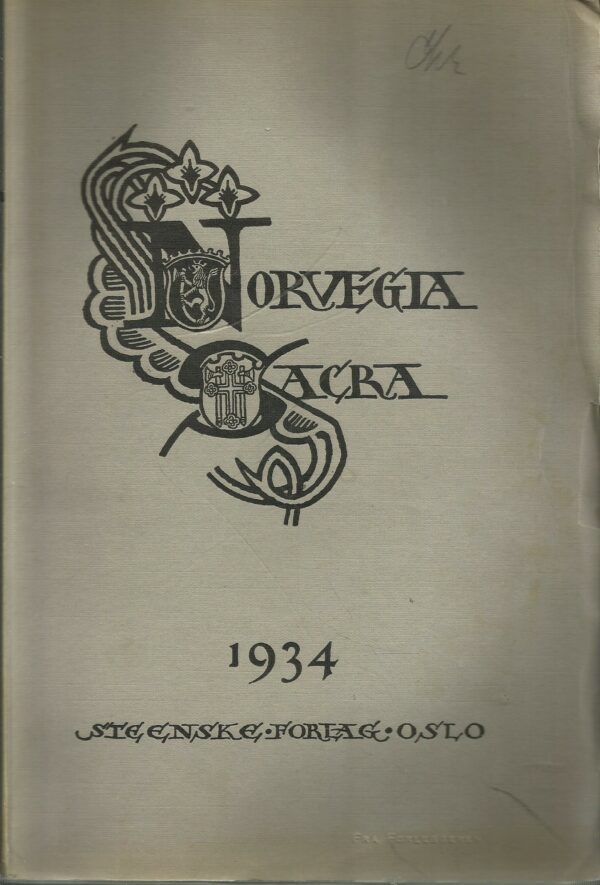 NORVEGIA
SACRA
1934
STEENSKE·FORLAG·OSLO